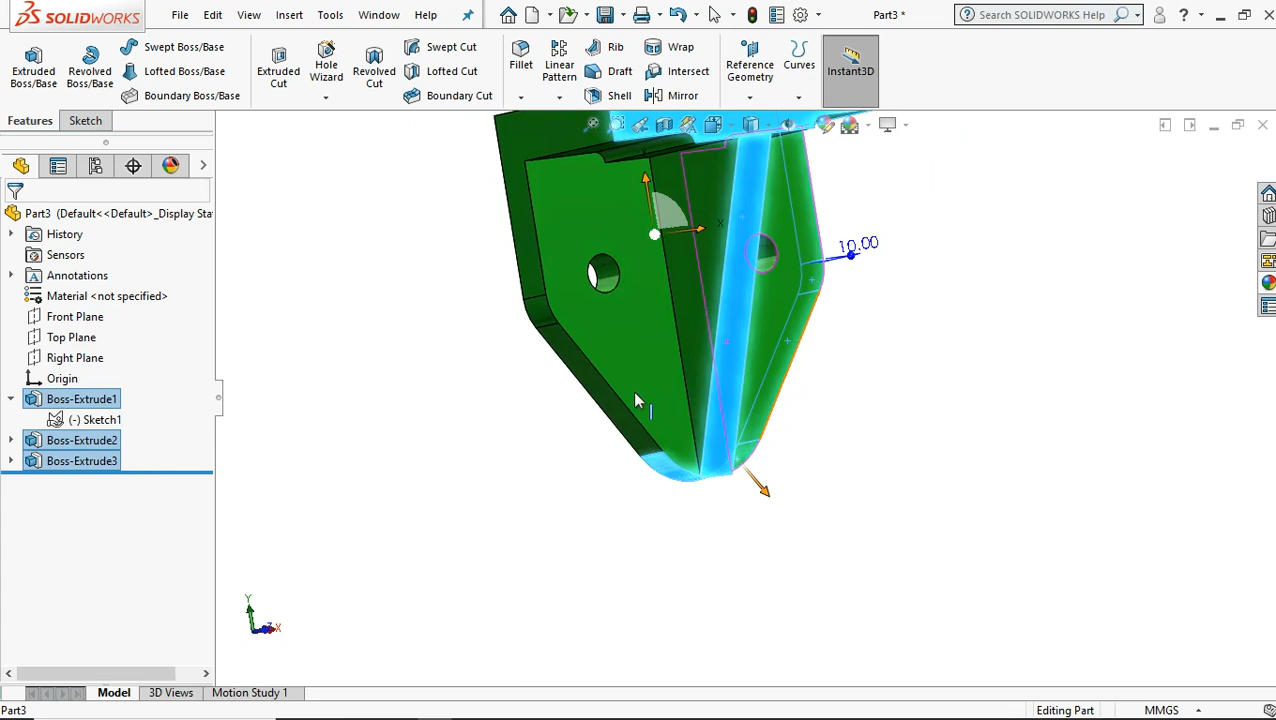 SOLIDWORKS File Edit View Insert Tools Window Help Part3 * Search SOLIDWORKS Help ?
Extruded Boss/Base
Revolved Boss/Base
Swept Boss/Base
Lofted Boss/Base
Boundary Boss/Base
Extruded Cut
Hole Wizard
Revolved Cut
Swept Cut
Lofted Cut
Boundary Cut
Fillet
Linear Pattern
Rib
Draft
Shell
Wrap
Intersect
Mirror
Reference Geometry
Curves
Instant3D
Features Sketch
Part3 (Default<<Default>_Display Sta
History
Sensors
Annotations
Material <not specified>
Front Plane
Top Plane
Right Plane
Origin
Boss-Extrude1
(-) Sketch1
Boss-Extrude2
Boss-Extrude3
X
10.00
Y
Z X
Model 3D Views Motion Study 1
Part3 Editing Part MMGS